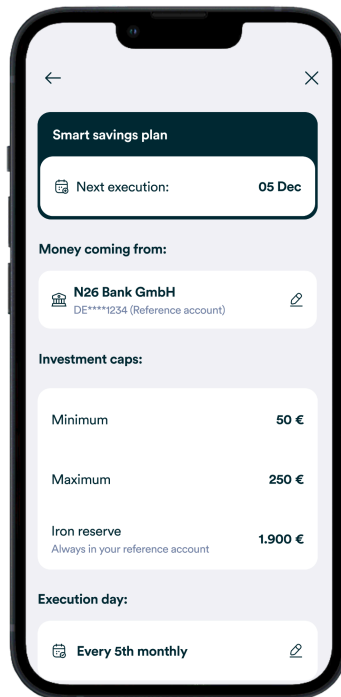 Smart savings plan
Next execution: 05 Dec
Money coming from:
N26 Bank GmbH
DE****1234 (Reference account)
Investment caps:
Minimum 50 €
Maximum 250 €
Iron reserve
Always in your reference account
1.900 €
Execution day:
Every 5th monthly